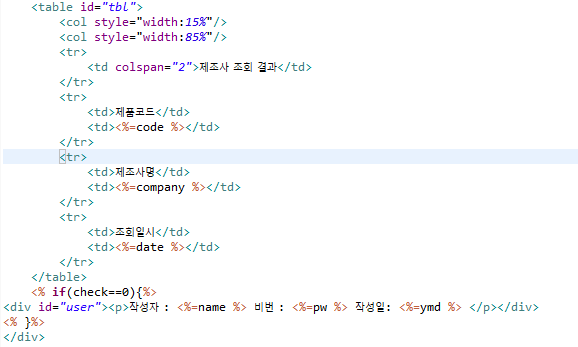 <table id="tbl">
<col style="width:15%"/>
<col style="width:85%"/>
<tr>
<td colspan="2">제조사 조회 결과</td>
</tr>
<tr>
<td>제품코드</td>
<td><%=code %></td>
</tr>
<tr>
<td>제조사명</td>
<td><%=company %></td>
</tr>
<tr>
<td>조회일시</td>
<td><%=date %></td>
</tr>
</table>
<% if(check==0){%>
<div id="user"><p>작성자 : <%=name %> 비번 : <%=pw %> 작성일: <%=ymd %> </p></div>
<% }%>
</div>